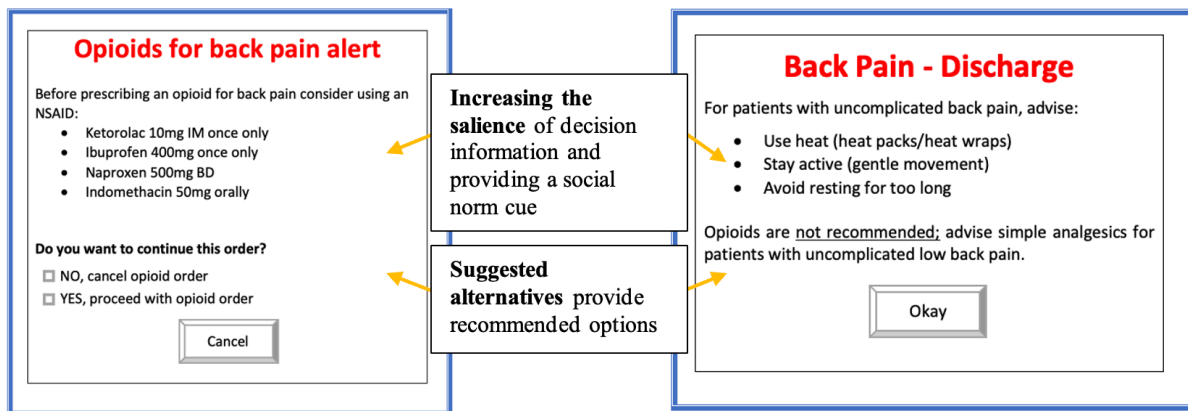 Opioids for back pain alert
Before prescribing an opioid for back pain consider using an
NSAID:
• Ketorolac 10mg IM once only
• Ibuprofen 400mg once only
• Naproxen 500mg BD
• Indomethacin 50mg orally
Do you want to continue this order?
NO, cancel opioid order
YES, proceed with opioid order
Cancel
Increasing the
salience of decision
information and
providing a social
norm cue
Suggested
alternatives provide
recommended options
Back Pain - Discharge
For patients with uncomplicated back pain, advise:
• Use heat (heat packs/heat wraps)
• Stay active (gentle movement)
• Avoid resting for too long
Opioids are not recommended; advise simple analgesics for
patients with uncomplicated low back pain.
Okay